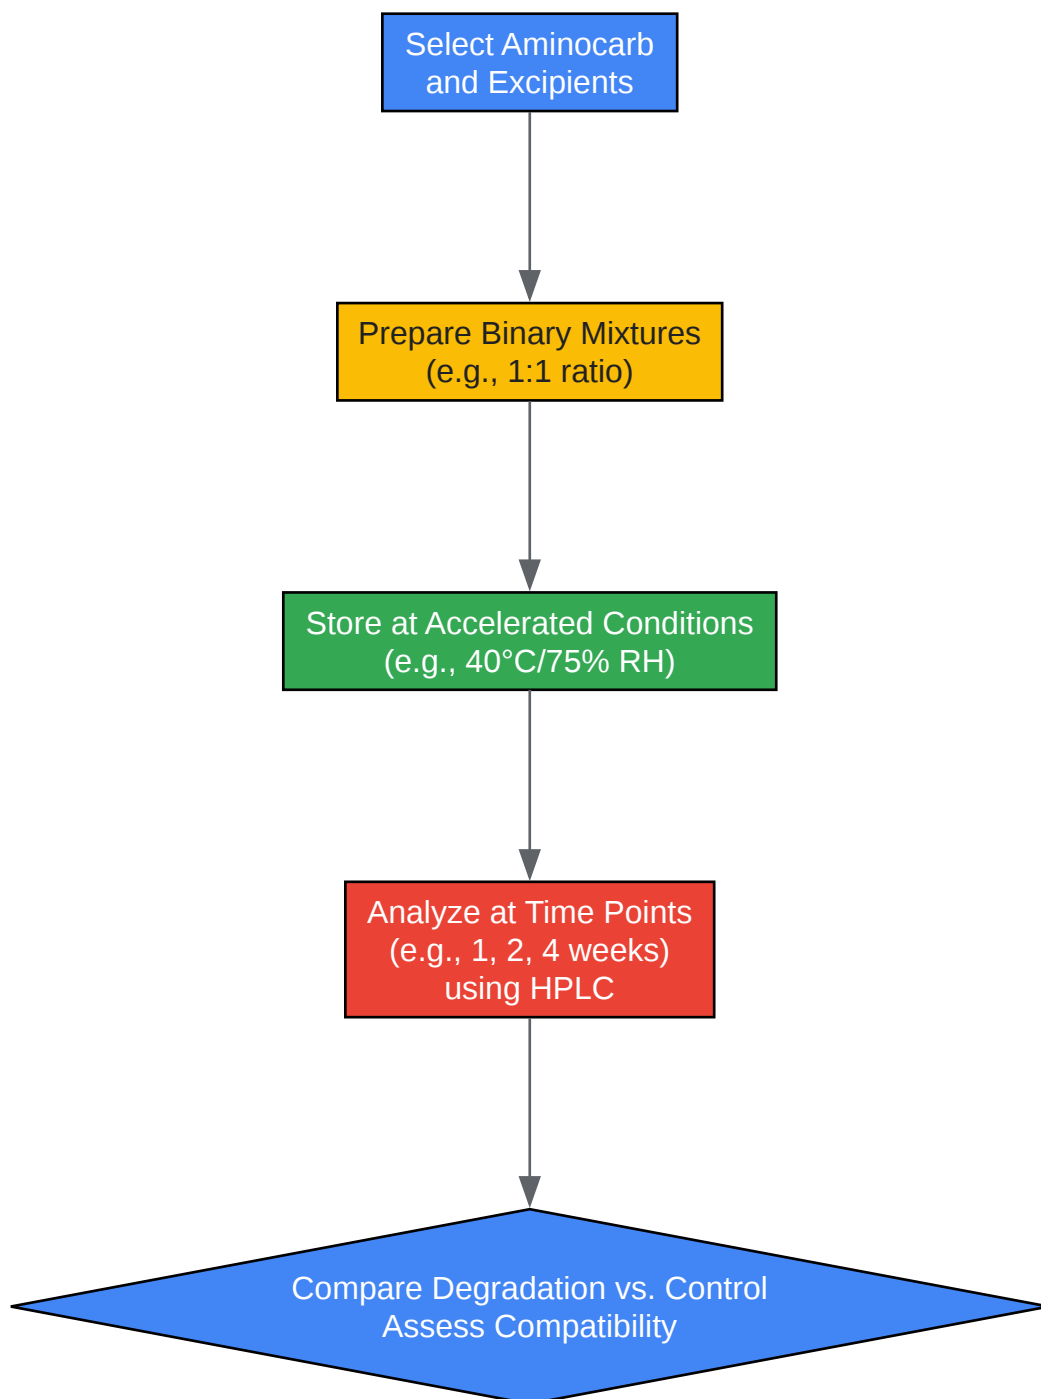 Select Aminocarb
and Excipients
Prepare Binary Mixtures
(e.g., 1:1 ratio)
Store at Accelerated Conditions
(e.g., 40°C/75% RH)
Analyze at Time Points
(e.g., 1, 2, 4 weeks)
using HPLC
Compare Degradation vs. Control
Assess Compatibility